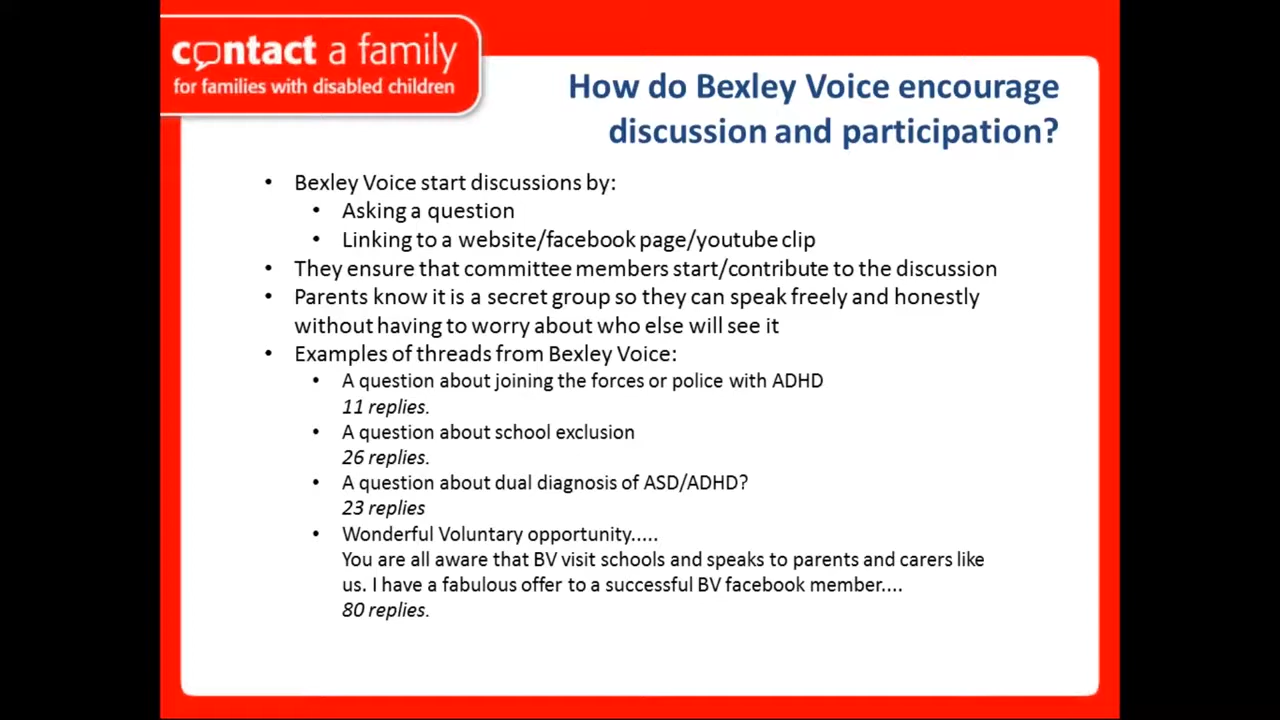 contact a family
for families with disabled children
How do Bexley Voice encourage
discussion and participation?
• Bexley Voice start discussions by:
• Asking a question
• Linking to a website/facebook page/youtube clip
• They ensure that committee members start/contribute to the discussion
• Parents know it is a secret group so they can speak freely and honestly
without having to worry about who else will see it
• Examples of threads from Bexley Voice:
• A question about joining the forces or police with ADHD
11 replies.
• A question about school exclusion
26 replies.
• A question about dual diagnosis of ASD/ADHD?
23 replies
• Wonderful Voluntary opportunity.....
You are all aware that BV visit schools and speaks to parents and carers like
us. I have a fabulous offer to a successful BV facebook member....
80 replies.